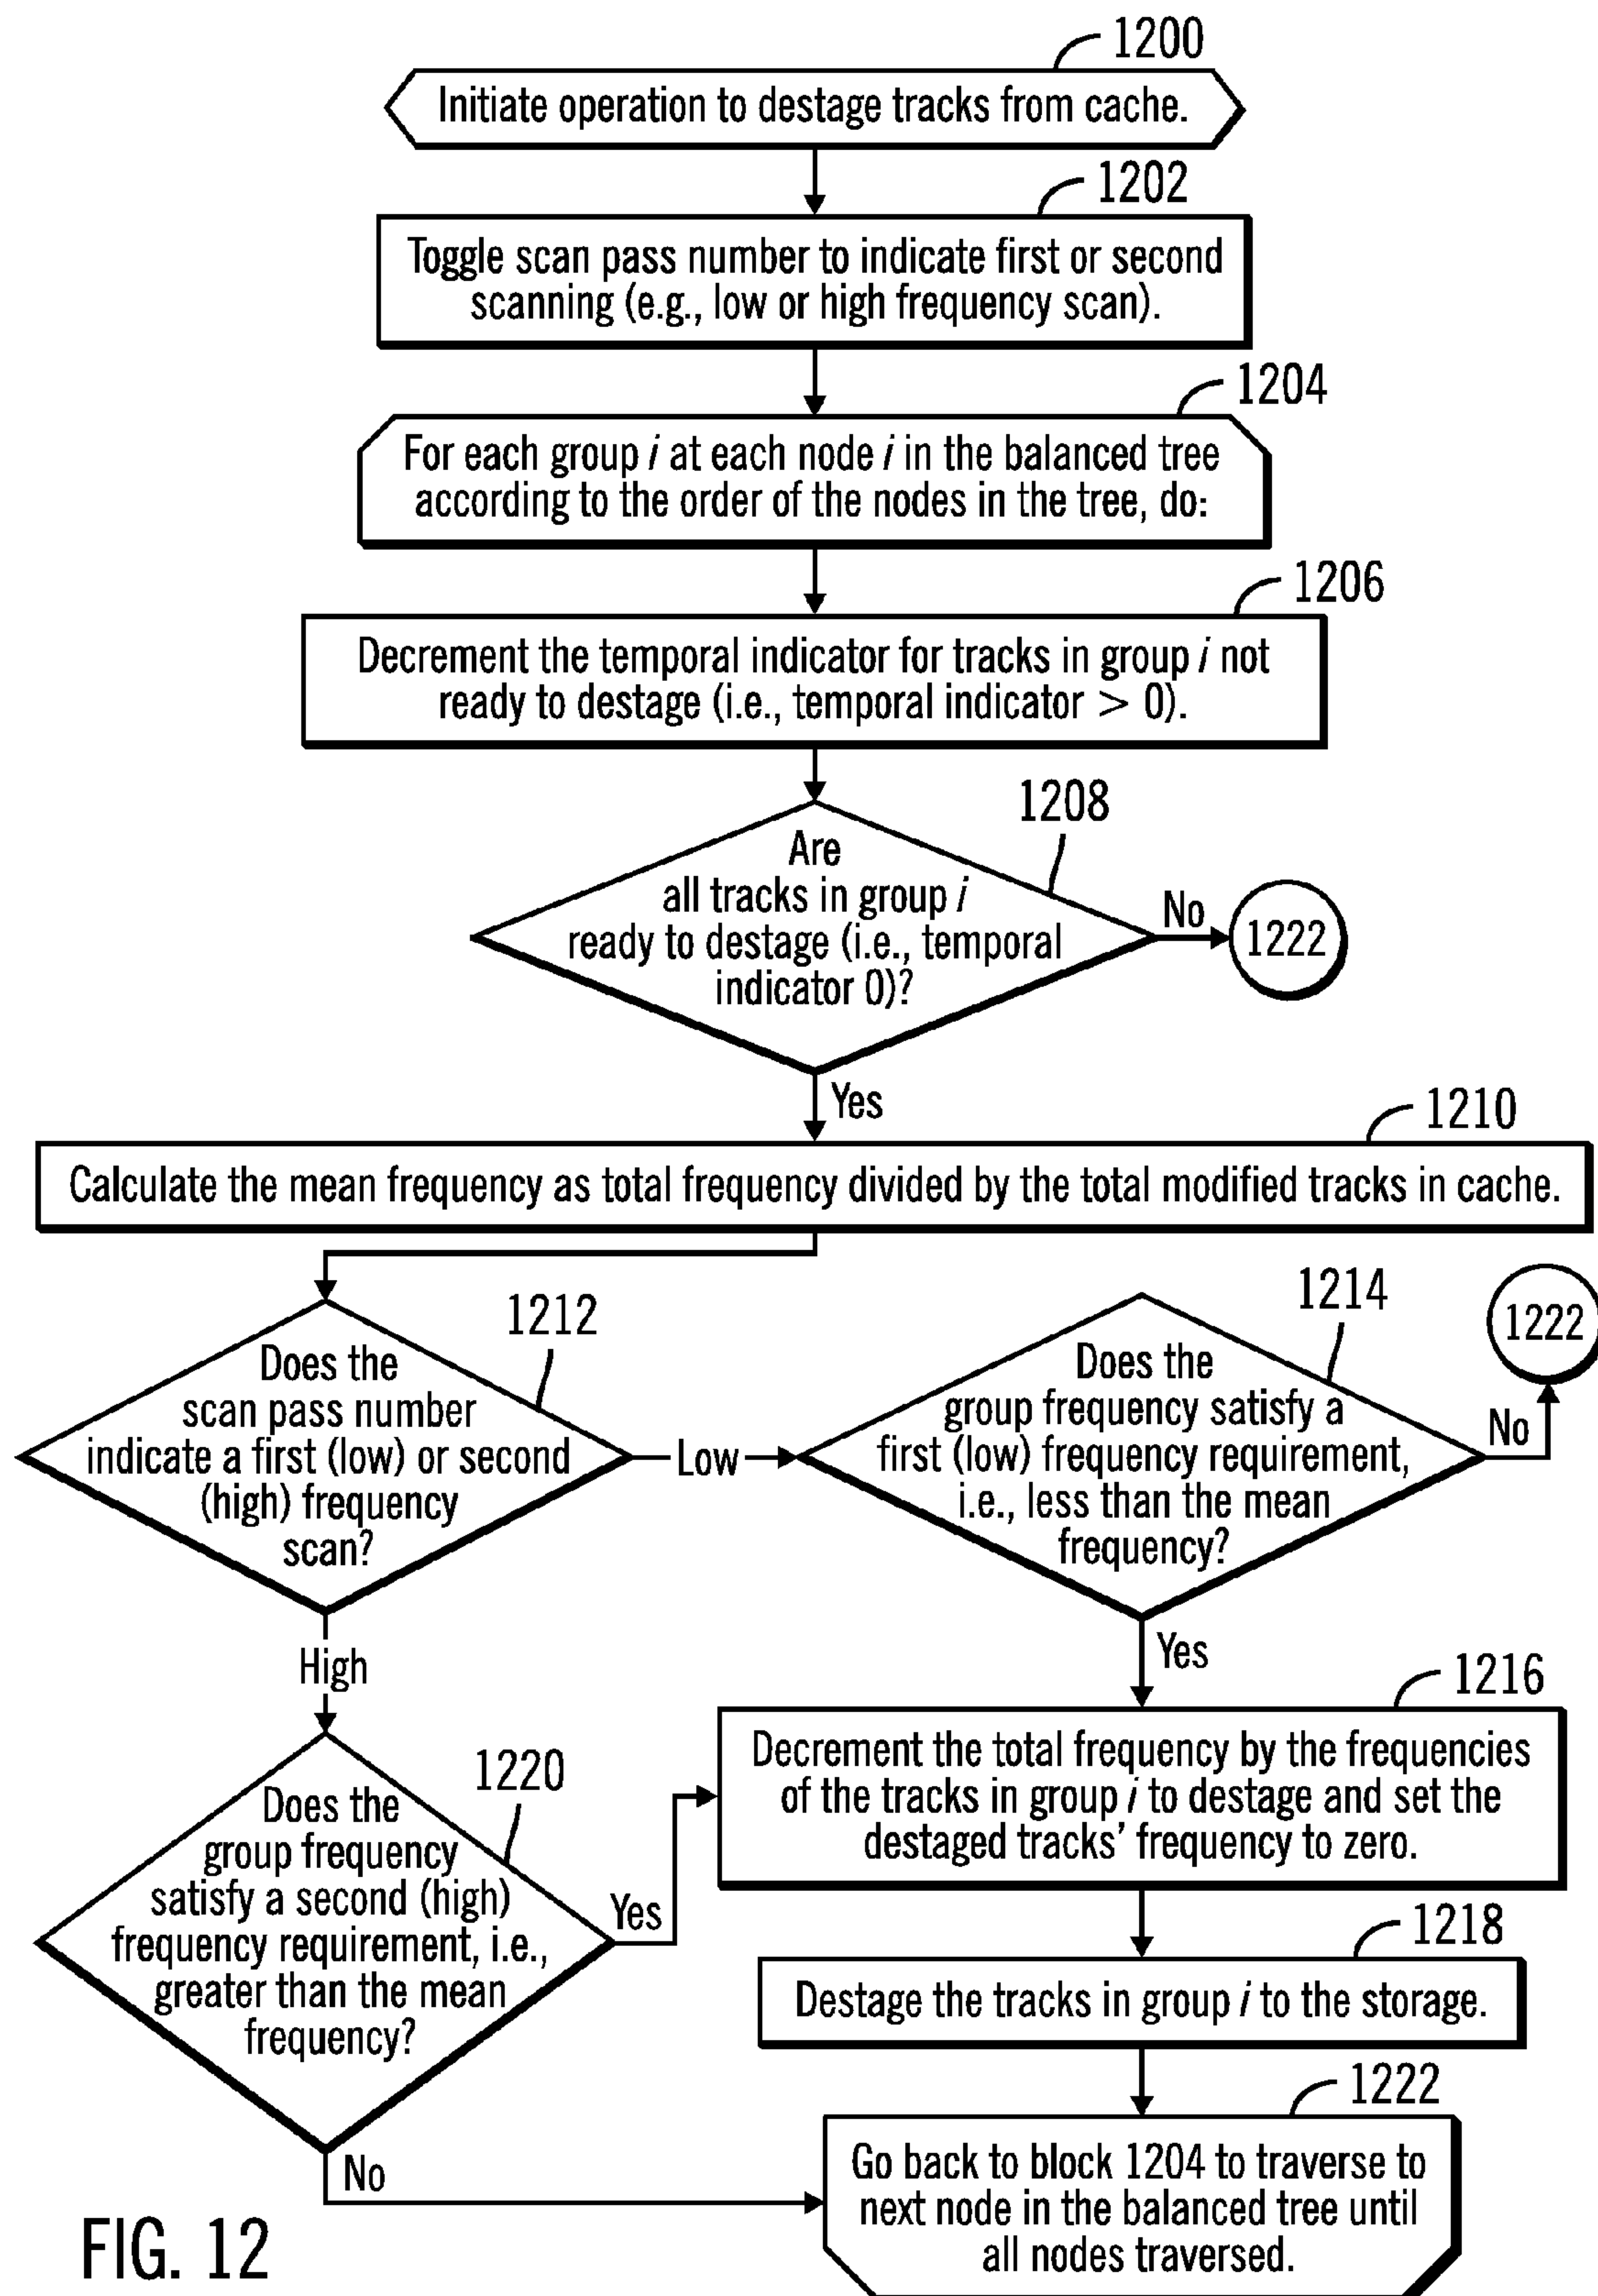 1200
Initiate operation to destage tracks from cache.
1202
Toggle scan pass number to indicate first or second
scanning (e.g., low or high frequency scan).
1204
For each group i at each node i in the balanced tree
according to the order of the nodes in the tree, do:
1206
Decrement the temporal indicator for tracks in group i not
ready to destage (i.e., temporal indicator > 0).
1208
Are
all tracks in group i
ready to destage (i.e., temporal
indicator 0)?
No
1222
Yes
1210
Calculate the mean frequency as total frequency divided by the total modified tracks in cache.
1212
Does the
scan pass number
indicate a first (low) or second
(high) frequency
scan?
Low
1214
Does the
group frequency satisfy a
first (low) frequency requirement,
i.e., less than the mean
frequency?
No
1222
High
Yes
1216
Decrement the total frequency by the frequencies
of the tracks in group i to destage and set the
destaged tracks' frequency to zero.
1220
Does the
group frequency
satisfy a second (high)
frequency requirement, i.e.,
greater than the mean
frequency?
Yes
1218
Destage the tracks in group i to the storage.
No
1222
Go back to block 1204 to traverse to
next node in the balanced tree until
all nodes traversed.
FIG. 12